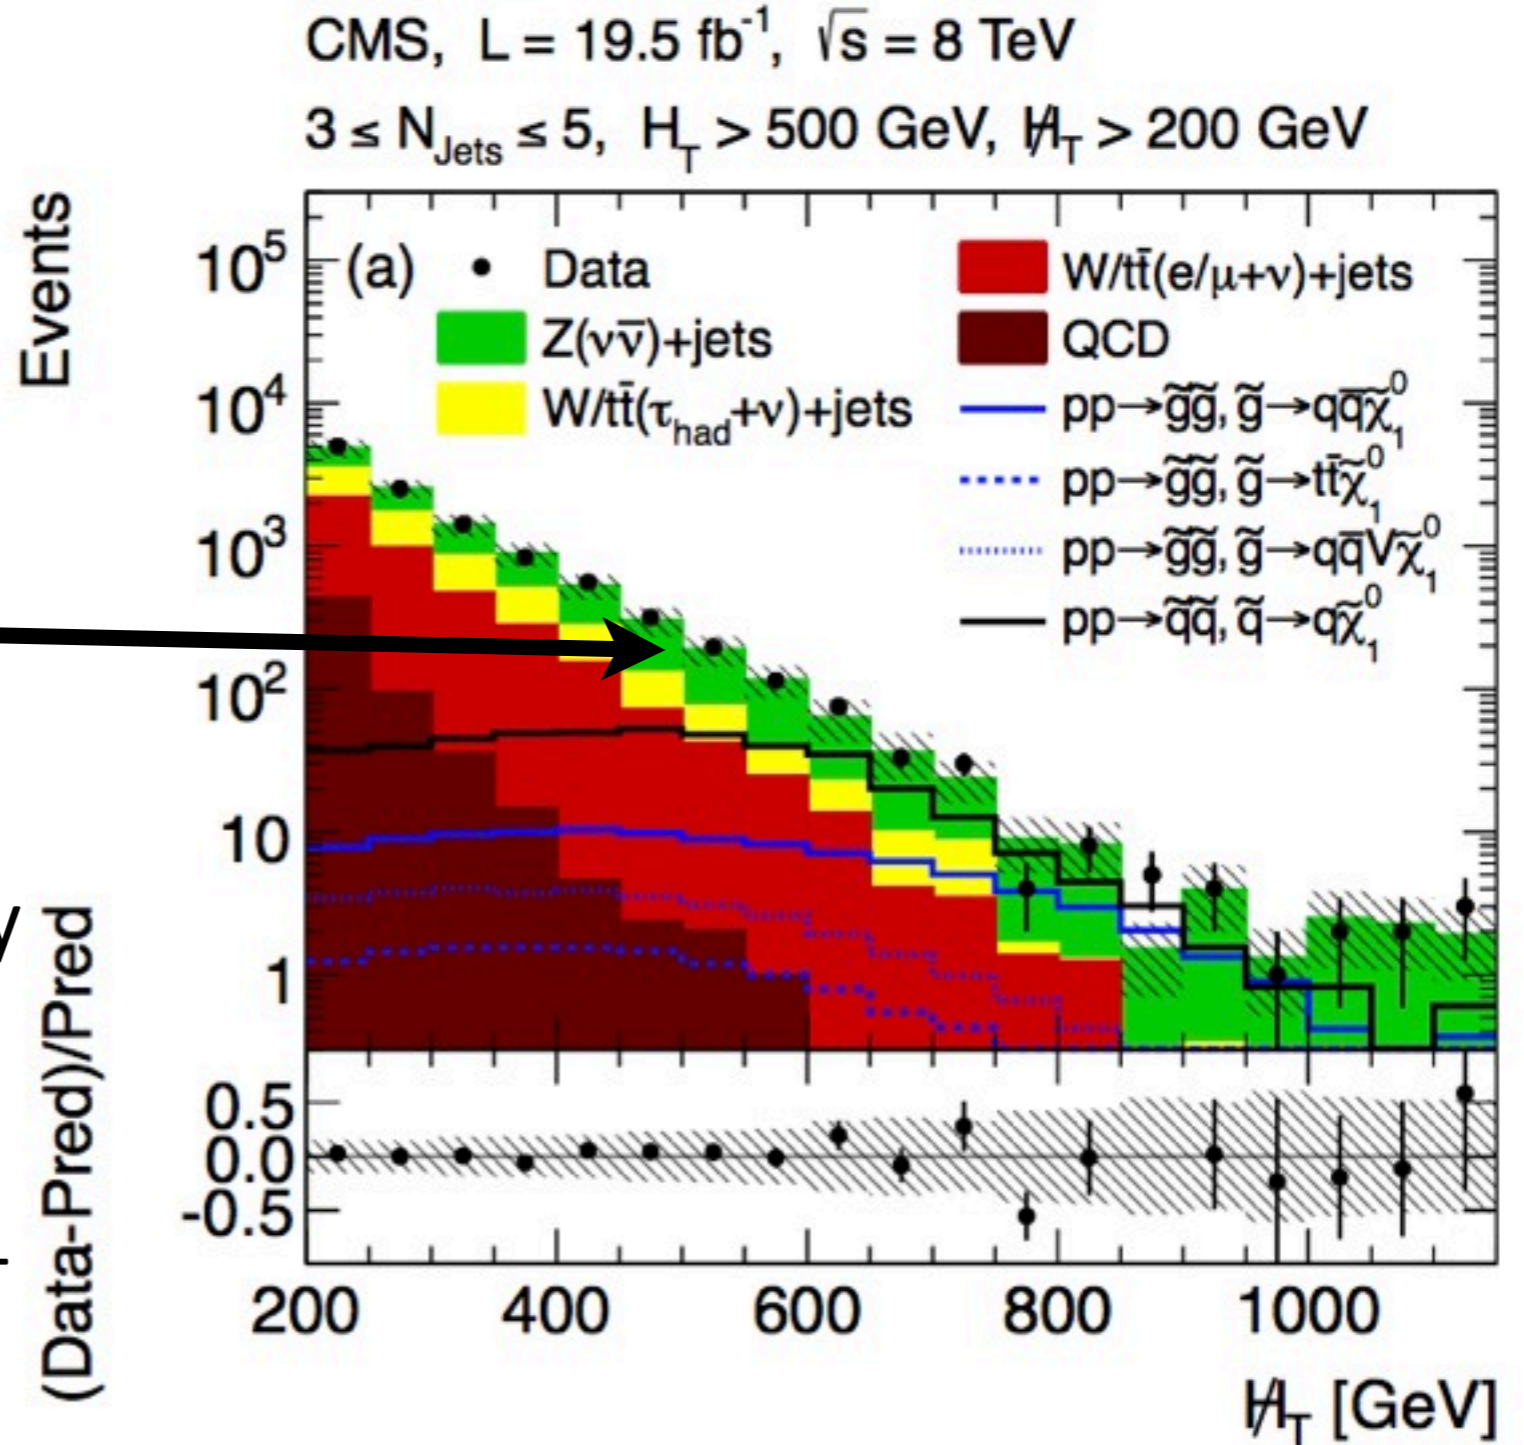 CMS, L = 19.5 fb⁻¹, √s = 8 TeV
3 ≤ N_Jets ≤ 5, H_T > 500 GeV, H̸_T > 200 GeV
Events
10⁵
10⁴
10³
10²
10
1
(a)
Data
Z(νν̄)+jets
W/tt̄(τ_had+ν)+jets
W/tt̄(e/μ+ν)+jets
QCD
pp→g̃g̃, g̃→qq̄χ̃₁⁰
pp→g̃g̃, g̃→tt̄χ̃₁⁰
pp→g̃g̃, g̃→qq̄Vχ̃₁⁰
pp→q̃q̃, q̃→qχ̃₁⁰
y
(Data-Pred)/Pred
0.5
0.0
-0.5
200 400 600 800 1000
H̸_T [GeV]